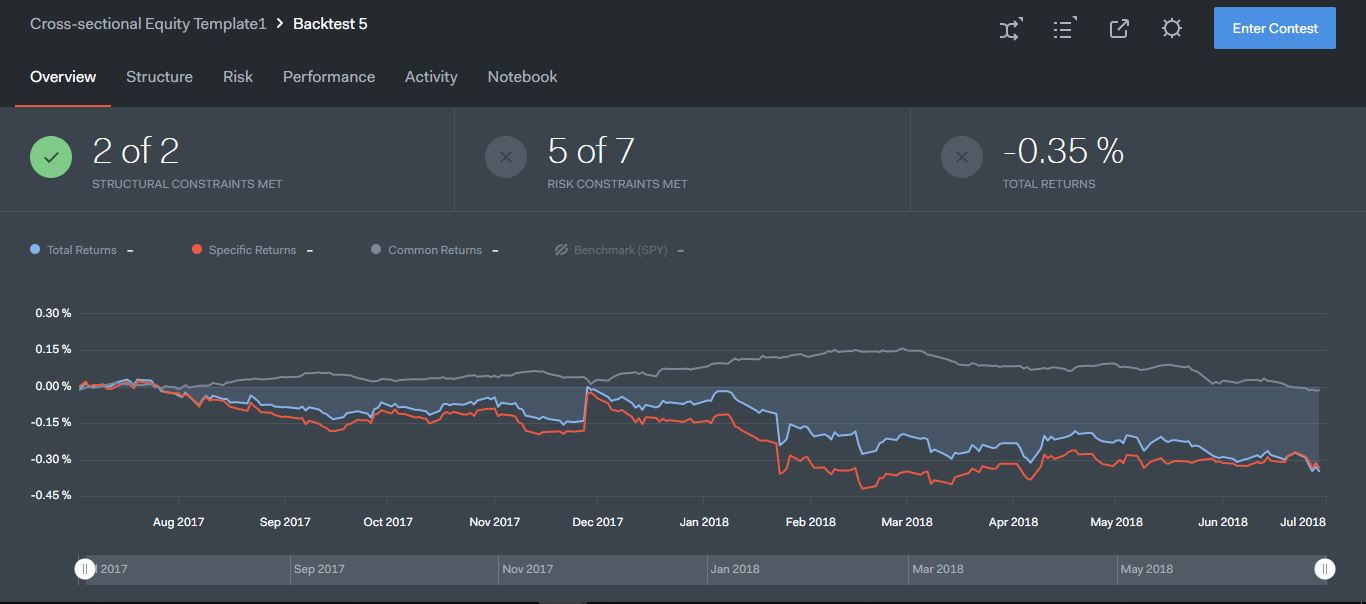 Cross-sectional Equity Template1 > Backtest 5
Enter Contest
Overview Structure Risk Performance Activity Notebook
2 of 2
STRUCTURAL CONSTRAINTS MET
5 of 7
RISK CONSTRAINTS MET
-0.35 %
TOTAL RETURNS
Total Returns – Specific Returns – Common Returns – Benchmark (SPY) –
0.30 %
0.15 %
0.00 %
-0.15 %
-0.30 %
-0.45 %
Aug 2017 Sep 2017 Oct 2017 Nov 2017 Dec 2017 Jan 2018 Feb 2018 Mar 2018 Apr 2018 May 2018 Jun 2018 Jul 2018
2017 Sep 2017 Nov 2017 Jan 2018 Mar 2018 May 2018